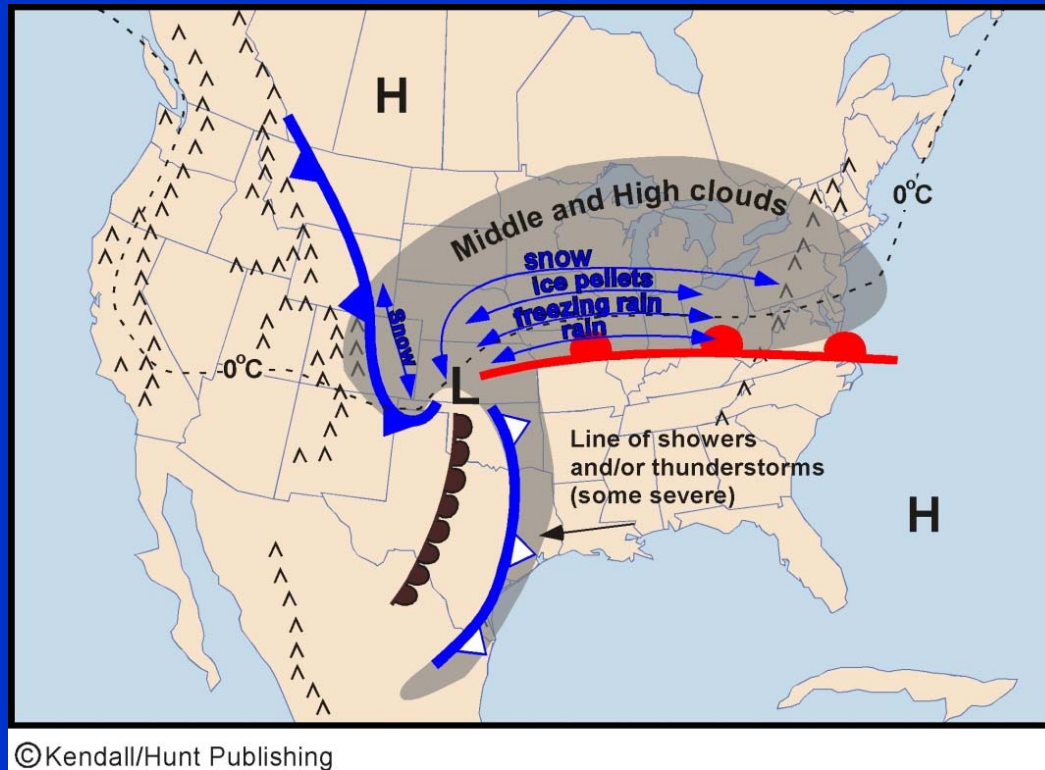 H
0°C
Middle and High clouds
snow
ice pellets
freezing rain
rain
snow
0°C
L
Line of showers
and/or thunderstorms
(some severe)
H
©Kendall/Hunt Publishing